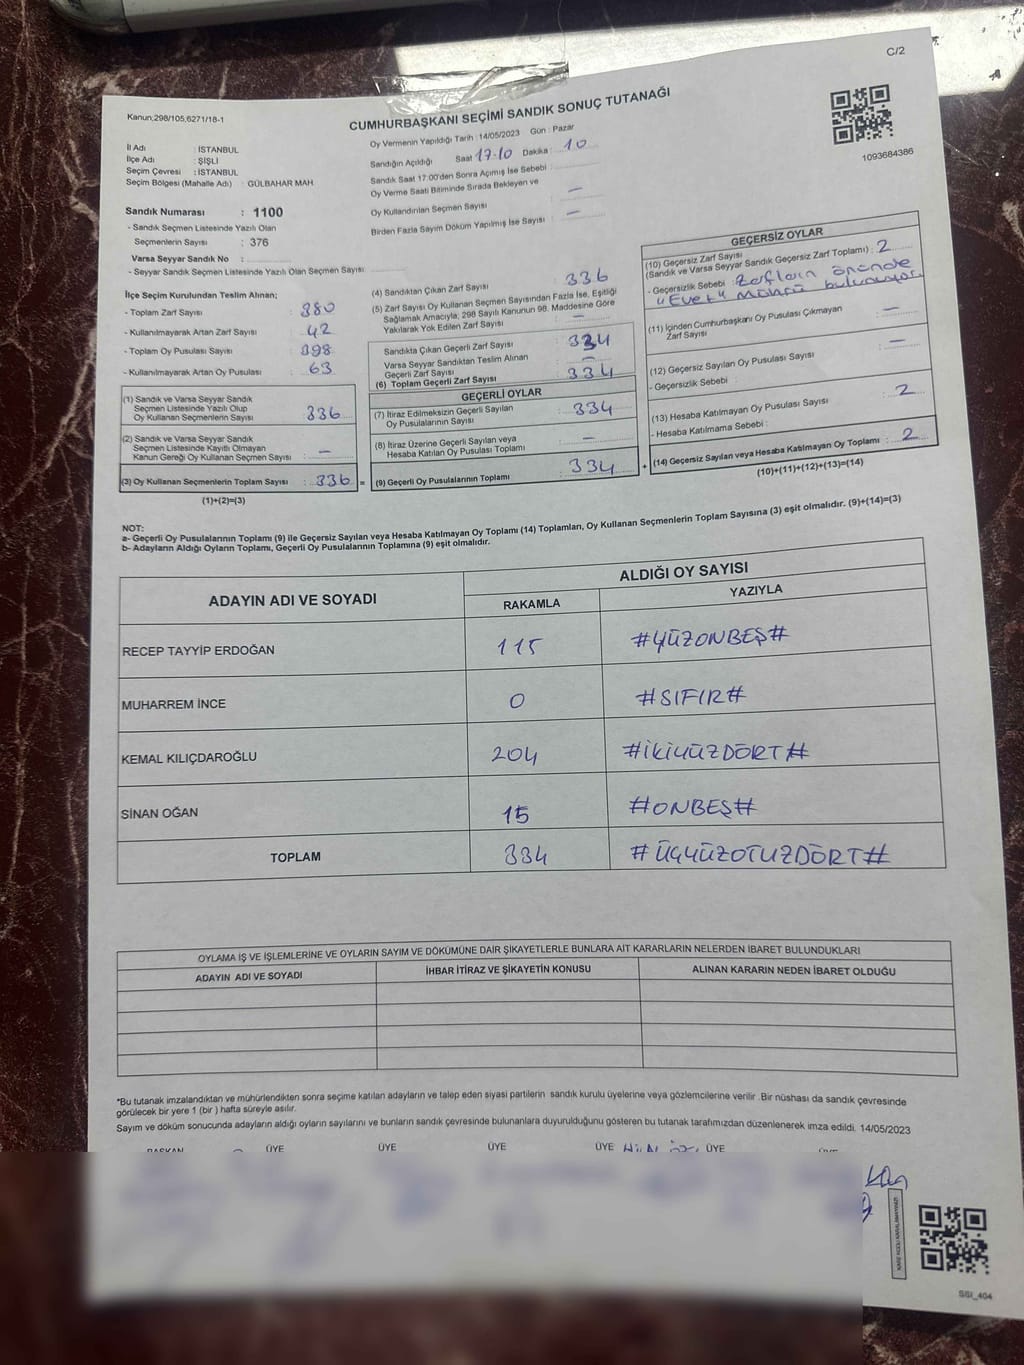 C/2
Kanun;298/105,6271/18-1
CUMHURBAŞKANI SEÇİMİ SANDIK SONUÇ TUTANAĞI
1093684386
İl Adı : İSTANBUL
İlçe Adı : ŞİŞLİ
Seçim Çevresi : İSTANBUL
Seçim Bölgesi (Mahalle Adı) : GÜLBAHAR MAH.
Oy Vermenin Yapıldığı Tarih : 14/05/2023 Gün : Pazar
Sandığın Açıldığı Saat 17:10 Dakika : 10
Sandık Saat 17:00'den Sonra Açımış İse Sebebi :
Oy Verme Saati Bitiminde Sırada Bekleyen ve
Oy Kullandırılan Seçmen Sayısı : —
Birden Fazla Sayım Döküm Yapılmış İse Sayısı : —
Sandık Numarası : 1100
- Sandık Seçmen Listesinde Yazılı Olan
Seçmenlerin Sayısı : 376
Varsa Seyyar Sandık No :
- Seyyar Sandık Seçmen Listesinde Yazılı Olan Seçmen Sayısı :
İlçe Seçim Kurulundan Teslim Alınan;
- Toplam Zarf Sayısı : 380
- Kullanılmayarak Artan Zarf Sayısı : 42
- Toplam Oy Pusulası Sayısı : 398
- Kullanılmayarak Artan Oy Pusulası : 63
(1) Sandık ve Varsa Seyyar Sandık
Seçmen Listesinde Yazılı Olup
Oy Kullanan Seçmenlerin Sayısı : 336
(2) Sandık ve Varsa Seyyar Sandık
Seçmen Listesinde Kayıtlı Olmayan
Kanun Gereği Oy Kullanan Seçmen Sayısı : —
(3) Oy Kullanan Seçmenlerin Toplam Sayısı : 336 =
(1)+(2)=(3)
(4) Sandıktan Çıkan Zarf Sayısı : 336
(5) Zarf Sayısı Oy Kullanan Seçmen Sayısından Fazla İse, Eşitliği
Sağlamak Amacıyla, 298 Sayılı Kanunun 98. Maddesine Göre
Yakılarak Yok Edilen Zarf Sayısı : —
Sandıkta Çıkan Geçerli Zarf Sayısı : 334
Varsa Seyyar Sandıktan Teslim Alınan
Geçerli Zarf Sayısı : —
(6) Toplam Geçerli Zarf Sayısı : 334
GEÇERLİ OYLAR
(7) İtiraz Edilmeksizin Geçerli Sayılan
Oy Pusulalarının Sayısı : 334
(8) İtiraz Üzerine Geçerli Sayılan veya
Hesaba Katılan Oy Pusulası Toplamı : —
(9) Geçerli Oy Pusulalarının Toplamı : 334 +
GEÇERSİZ OYLAR
(10) Geçersiz Zarf Sayısı
(Sandık ve Varsa Seyyar Sandık Geçersiz Zarf Toplamı) : 2
- Geçersizlik Sebebi : Zarfların önünde
"Evet" Mührü bulunuyor.
(11) İçinden Cumhurbaşkanı Oy Pusulası Çıkmayan
Zarf Sayısı : —
(12) Geçersiz Sayılan Oy Pusulası Sayısı : —
- Geçersizlik Sebebi :
(13) Hesaba Katılmayan Oy Pusulası Sayısı : 2
- Hesaba Katılmama Sebebi :
(14) Geçersiz Sayılan veya Hesaba Katılmayan Oy Toplamı : 2
(10)+(11)+(12)+(13)=(14)
NOT:
a- Geçerli Oy Pusulalarının Toplamı (9) ile Geçersiz Sayılan veya Hesaba Katılmayan Oy Toplamı (14) Toplamları, Oy Kullanan Seçmenlerin Toplam Sayısına (3) eşit olmalıdır. (9)+(14)=(3)
b- Adayların Aldığı Oyların Toplamı, Geçerli Oy Pusulalarının Toplamına (9) eşit olmalıdır.
ADAYIN ADI VE SOYADI ALDIĞI OY SAYISI
RAKAMLA YAZIYLA
RECEP TAYYİP ERDOĞAN 115 #YÜZONBEŞ#
MUHARREM İNCE 0 #SIFIR#
KEMAL KILIÇDAROĞLU 204 #İKİYÜZDÖRT#
SİNAN OĞAN 15 #ONBEŞ#
TOPLAM 334 #ÜÇYÜZOTUZDÖRT#
OYLAMA İŞ VE İŞLEMLERİNE VE OYLARIN SAYIM VE DÖKÜMÜNE DAİR ŞİKAYETLERLE BUNLARA AİT KARARLARIN NELERDEN İBARET BULUNDUKLARI
ADAYIN ADI VE SOYADI İHBAR İTİRAZ VE ŞİKAYETİN KONUSU ALINAN KARARIN NEDEN İBARET OLDUĞU
*Bu tutanak imzalandıktan ve mühürlendikten sonra seçime katılan adayların ve talep eden siyasi partilerin sandık kurulu üyelerine veya gözlemcilerine verilir .Bir nüshası da sandık çevresinde
görülecek bir yere 1 (bir ) hafta süreyle asılır.
Sayım ve döküm sonucunda adayların aldığı oyların sayılarını ve bunların sandık çevresinde bulunanlara duyurulduğunu gösteren bu tutanak tarafımızdan düzenlenerek imza edildi. 14/05/2023
BAŞKAN ÜYE ÜYE ÜYE ÜYE ÜYE
SSI_404